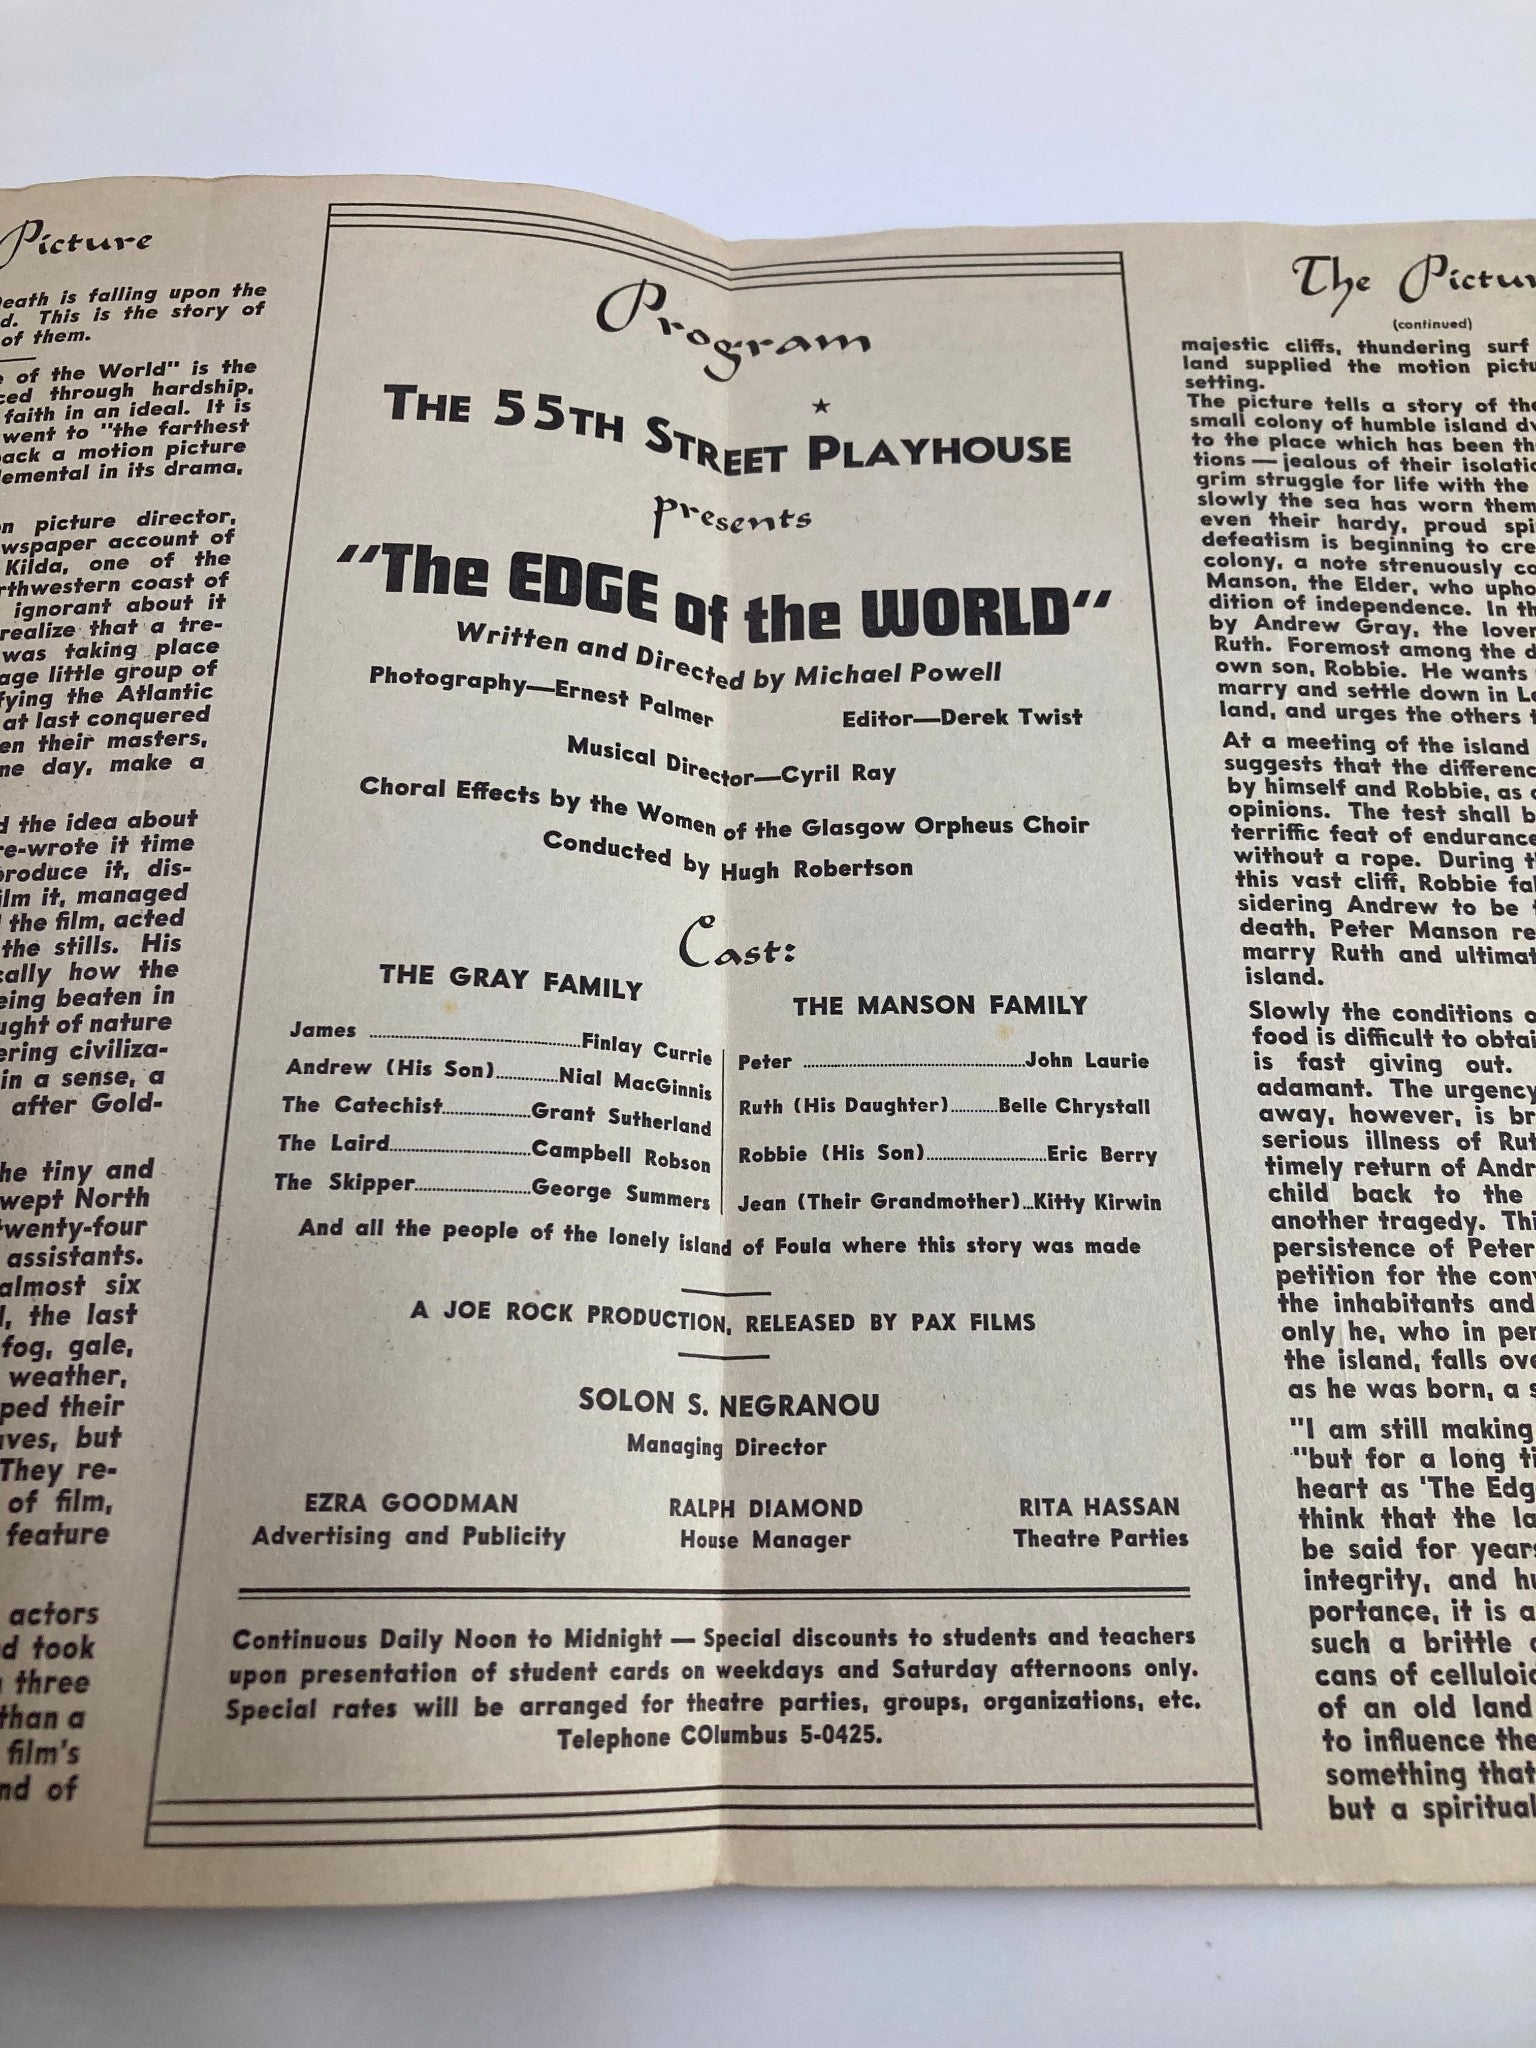 Picture
Death is falling upon the
d. This is the story of
of them.
of the World" is the
ced through hardship,
faith in an ideal. It is
went to "the farthest
back a motion picture
lemental in its drama,
on picture director,
wspaper account of
Kilda, one of the
rthwestern coast of
ignorant about it
realize that a tre-
was taking place
age little group of
fying the Atlantic
at last conquered
en their masters,
ne day, make a
d the idea about
re-wrote it time
produce it, dis-
film it, managed
the film, acted
the stills. His
cally how the
eing beaten in
ught of nature
ering civiliza-
in a sense, a
after Gold-
he tiny and
wept North
twenty-four
assistants.
almost six
l, the last
fog, gale,
weather,
ped their
aves, but
They re-
of film,
feature
actors
d took
three
than a
film's
nd of
Program
THE 55TH STREET PLAYHOUSE
presents
"The EDGE of the WORLD"
Written and Directed by Michael Powell
Photography—Ernest Palmer
Editor—Derek Twist
Musical Director—Cyril Ray
Choral Effects by the Women of the Glasgow Orpheus Choir
Conducted by Hugh Robertson
Cast:
THE GRAY FAMILY
James ........Finlay Currie
Andrew (His Son)........Nial MacGinnis
The Catechist........Grant Sutherland
The Laird........Campbell Robson
The Skipper........George Summers
THE MANSON FAMILY
Peter ........John Laurie
Ruth (His Daughter)........Belle Chrystall
Robbie (His Son)........Eric Berry
Jean (Their Grandmother)...Kitty Kirwin
And all the people of the lonely island of Foula where this story was made
A JOE ROCK PRODUCTION, RELEASED BY PAX FILMS
SOLON S. NEGRANOU
Managing Director
EZRA GOODMAN
Advertising and Publicity
RALPH DIAMOND
House Manager
RITA HASSAN
Theatre Parties
Continuous Daily Noon to Midnight — Special discounts to students and teachers
upon presentation of student cards on weekdays and Saturday afternoons only.
Special rates will be arranged for theatre parties, groups, organizations, etc.
Telephone COlumbus 5-0425.
The Pictur
(continued)
majestic cliffs, thundering surf
land supplied the motion pictu
setting.
The picture tells a story of the
small colony of humble island dw
to the place which has been the
tions — jealous of their isolatio
grim struggle for life with the
slowly the sea has worn them
even their hardy, proud spi
defeatism is beginning to cre
colony, a note strenuously co
Manson, the Elder, who upho
dition of independence. In th
by Andrew Gray, the lover
Ruth. Foremost among the d
own son, Robbie. He wants
marry and settle down in Le
land, and urges the others t
At a meeting of the island
suggests that the differenc
by himself and Robbie, as
opinions. The test shall b
terriffic feat of endurance
without a rope. During th
this vast cliff, Robbie fal
sidering Andrew to be
death, Peter Manson re
marry Ruth and ultimat
island.
Slowly the conditions o
food is difficult to obtai
is fast giving out.
adamant. The urgency
away, however, is br
serious illness of Rut
timely return of Andr
child back to the
another tragedy. Thi
persistence of Peter
petition for the conv
the inhabitants and
only he, who in per
the island, falls ove
as he was born, a s
"I am still making
"but for a long ti
heart as 'The Edg
think that the la
be said for years
integrity, and hu
portance, it is a
such a brittle
cans of celluloid
of an old land
to influence the
something that
but a spiritual